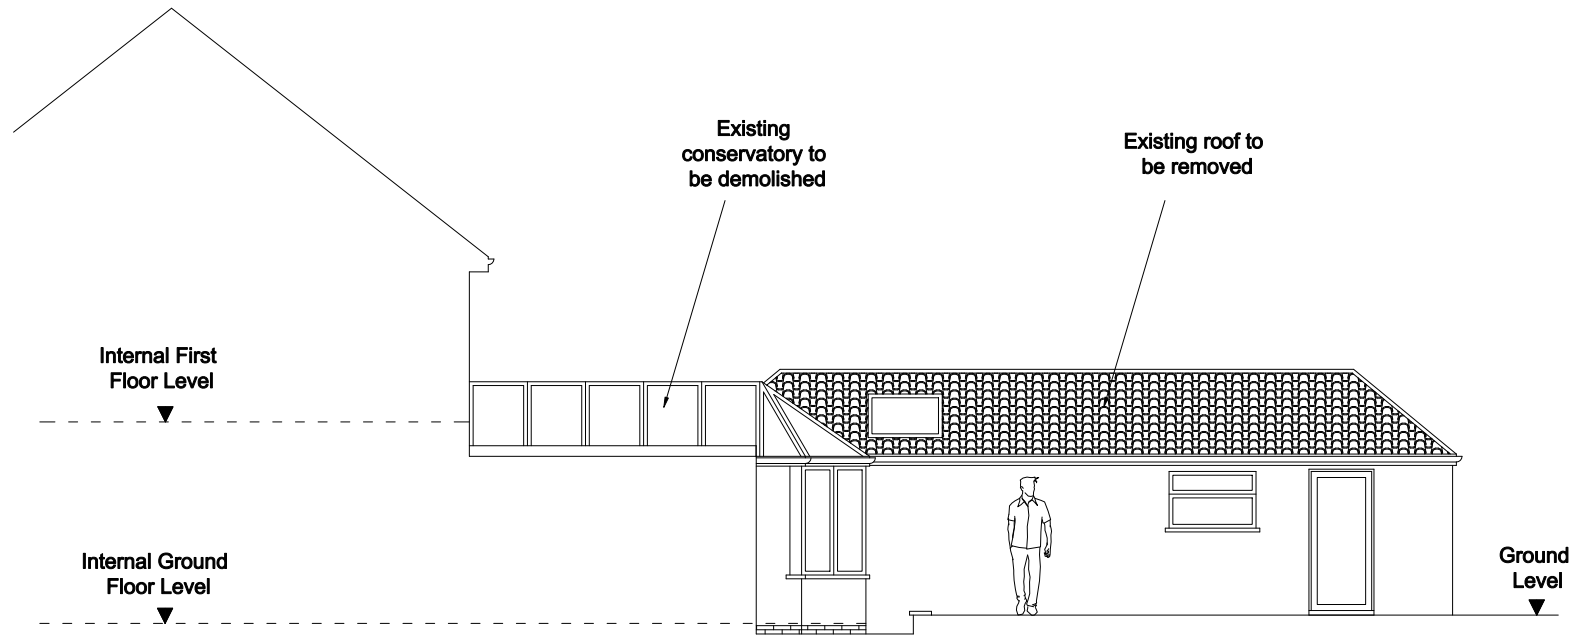 Existing
conservatory to
be demolished
Existing roof to
be removed
Internal First
Floor Level
Internal Ground
Floor Level
Ground
Level